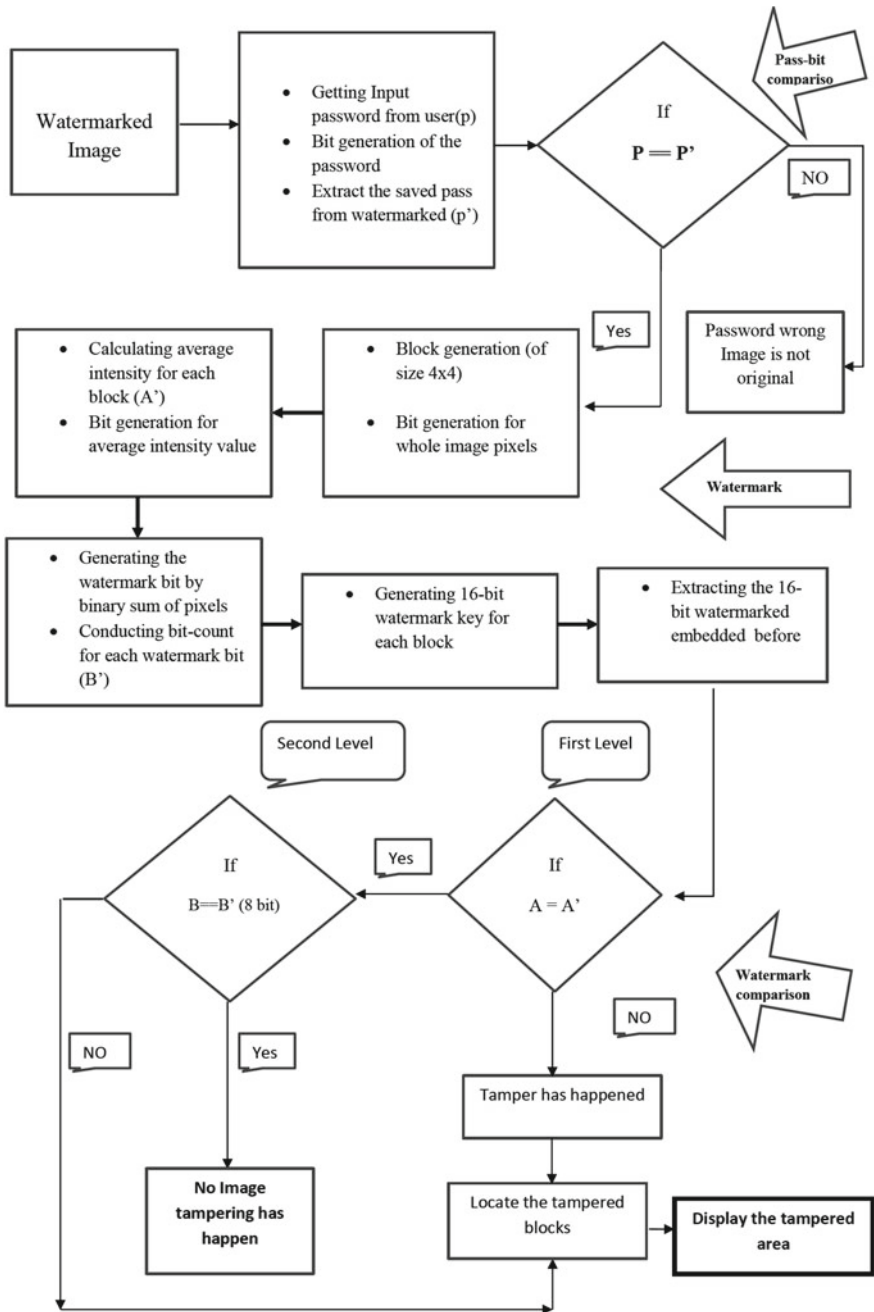 Watermarked
Image
• Getting Input
password from user(p)
• Bit generation of the
password
• Extract the saved pass
from watermarked (p’)
If
P == P’
Pass-bit
compariso
NO
Yes
Password wrong
Image is not
original
• Block generation (of
size 4x4)
• Bit generation for
whole image pixels
• Calculating average
intensity for each
block (A’)
• Bit generation for
average intensity value
Watermark
• Generating the
watermark bit by
binary sum of pixels
• Conducting bit-count
for each watermark bit
(B’)
• Generating 16-bit
watermark key for
each block
• Extracting the 16-
bit watermarked
embedded before
Second Level
First Level
If
B==B’ (8 bit)
Yes
If
A = A’
Watermark
comparison
NO
Yes
NO
Tamper has happened
No Image
tampering has
happen
Locate the tampered
blocks
Display the tampered
area